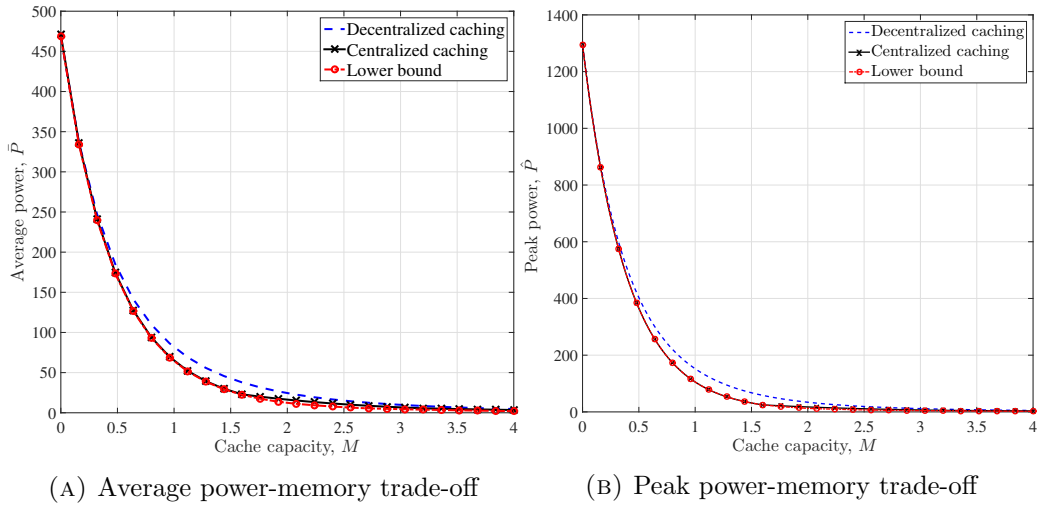 500
450
400
350
300
250
200
150
100
50
0
0 0.5 1 1.5 2 2.5 3 3.5 4
Average power, P̄
Cache capacity, M
Decentralized caching
Centralized caching
Lower bound
(A) Average power-memory trade-off
1400
1200
1000
800
600
400
200
0
0 0.5 1 1.5 2 2.5 3 3.5 4
Peak power, P̂
Cache capacity, M
Decentralized caching
Centralized caching
Lower bound
(B) Peak power-memory trade-off